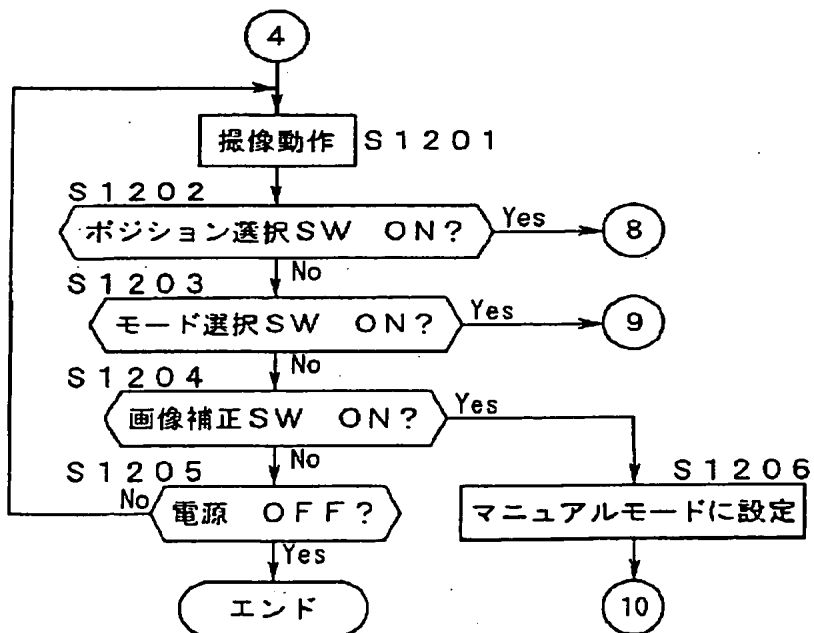 4
撮像動作 S1201
S1202
ポジション選択SW ON? Yes 8
No
S1203
モード選択SW ON? Yes 9
No
S1204
画像補正SW ON? Yes
No
S1205 S1206
No 電源 OFF? マニュアルモードに設定
Yes
エンド 10